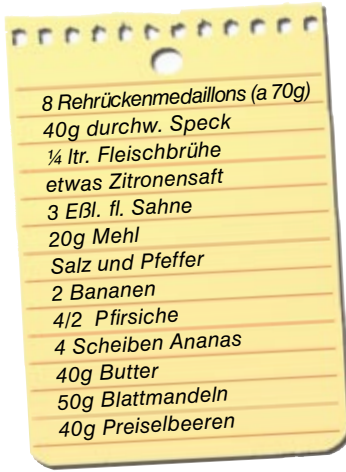 8 Rehrückenmedaillons (a 70g)
40g durchw. Speck
¼ ltr. Fleischbrühe
etwas Zitronensaft
3 Eßl. fl. Sahne
20g Mehl
Salz und Pfeffer
2 Bananen
4/2 Pfirsiche
4 Scheiben Ananas
40g Butter
50g Blattmandeln
40g Preiselbeeren